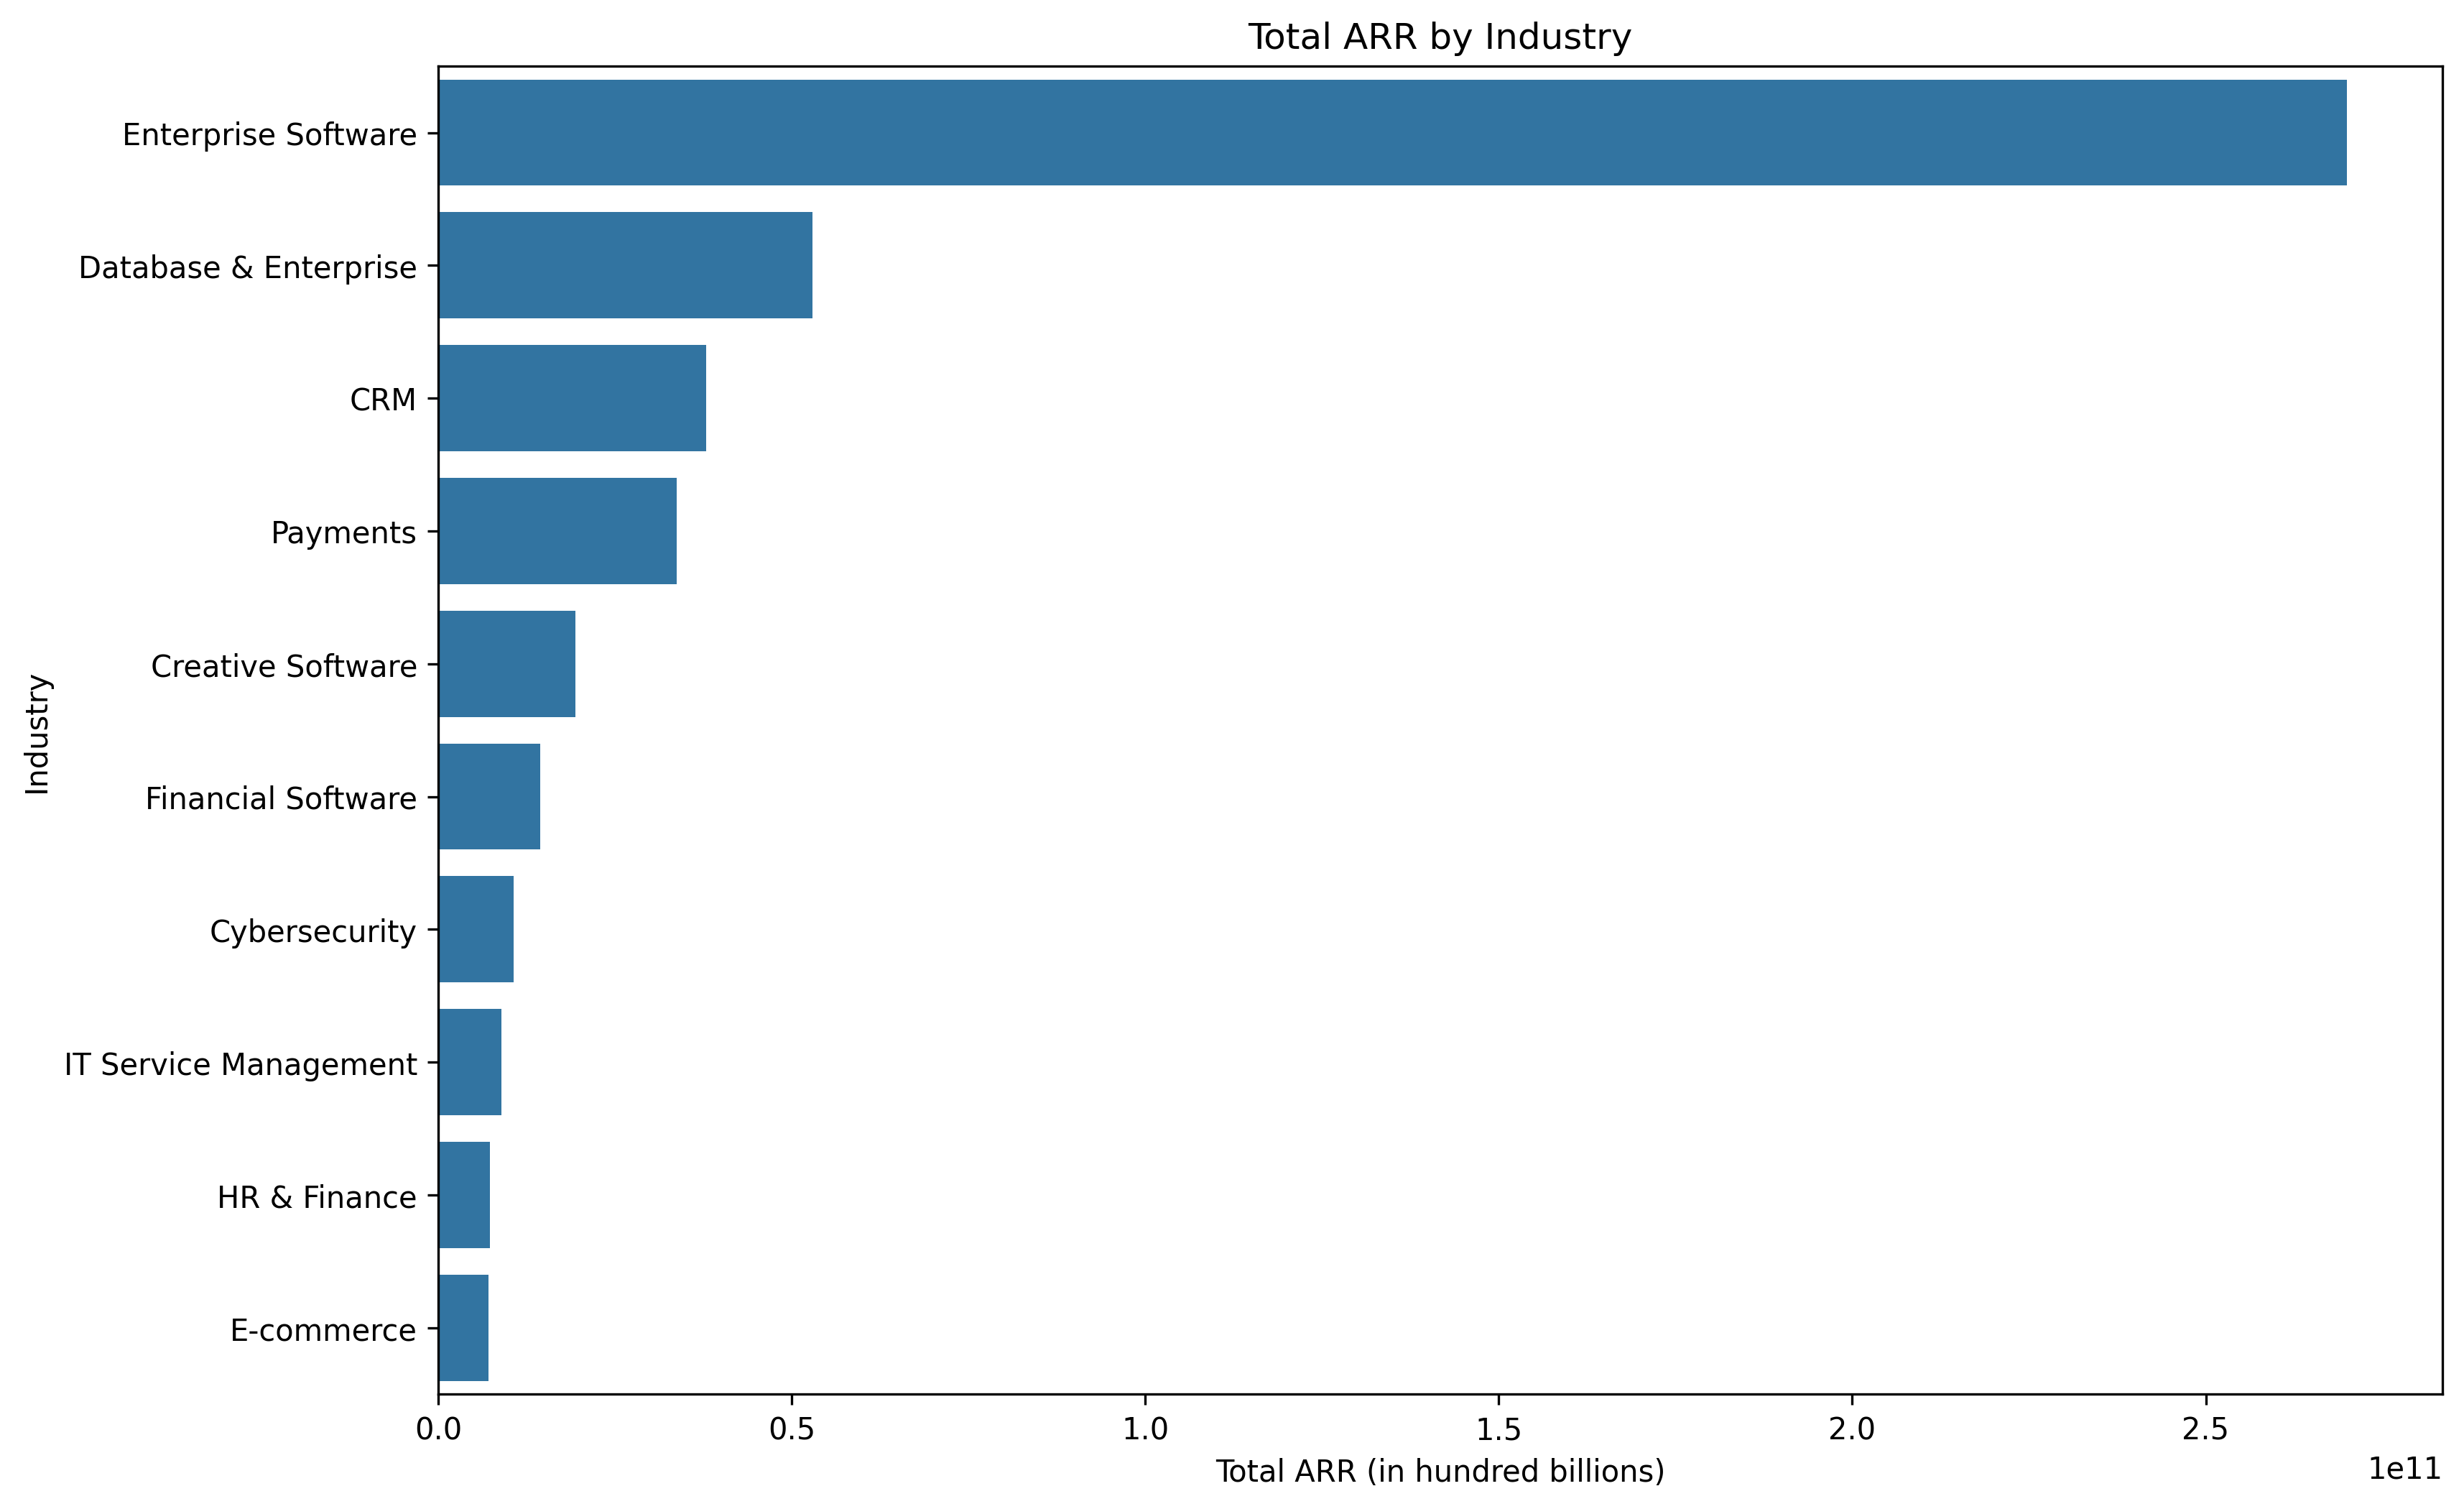 Total ARR by Industry
Enterprise Software
Database & Enterprise
CRM
Payments
Creative Software
Financial Software
Cybersecurity
IT Service Management
HR & Finance
E-commerce
Industry
0.0 0.5 1.0 1.5 2.0 2.5
Total ARR (in hundred billions)
1e11